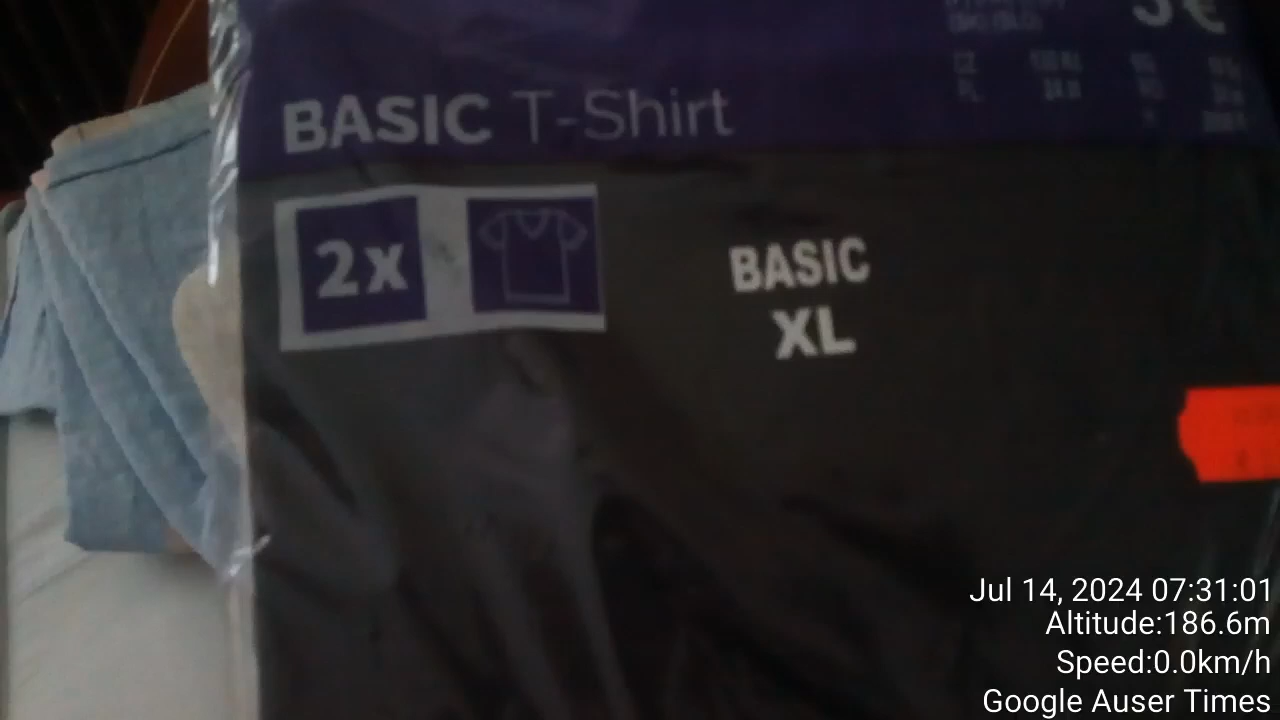 €
BASIC T-Shirt
2x
BASIC
XL
Jul 14, 2024 07:31:01
Altitude:186.6m
Speed:0.0km/h
Google Auser Times